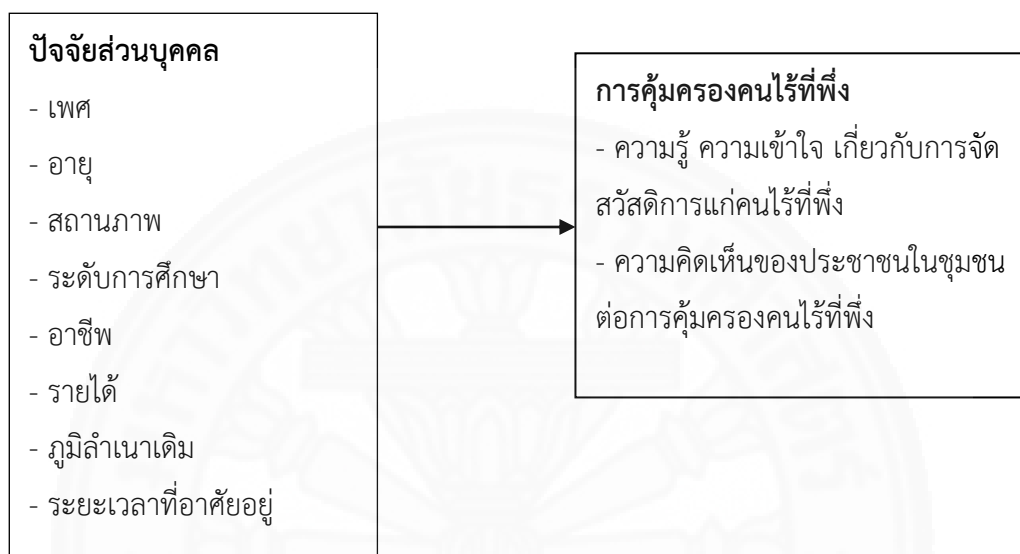 ปัจจัยส่วนบุคคล
- เพศ
- อายุ
- สถานภาพ
- ระดับการศึกษา
- อาชีพ
- รายได้
- ภูมิลำเนาเดิม
- ระยะเวลาที่อาศัยอยู่
การคุ้มครองคนไร้ที่พึ่ง
- ความรู้ ความเข้าใจ เกี่ยวกับการจัด
สวัสดิการแก่คนไร้ที่พึ่ง
- ความคิดเห็นของประชาชนในชุมชน
ต่อการคุ้มครองคนไร้ที่พึ่ง